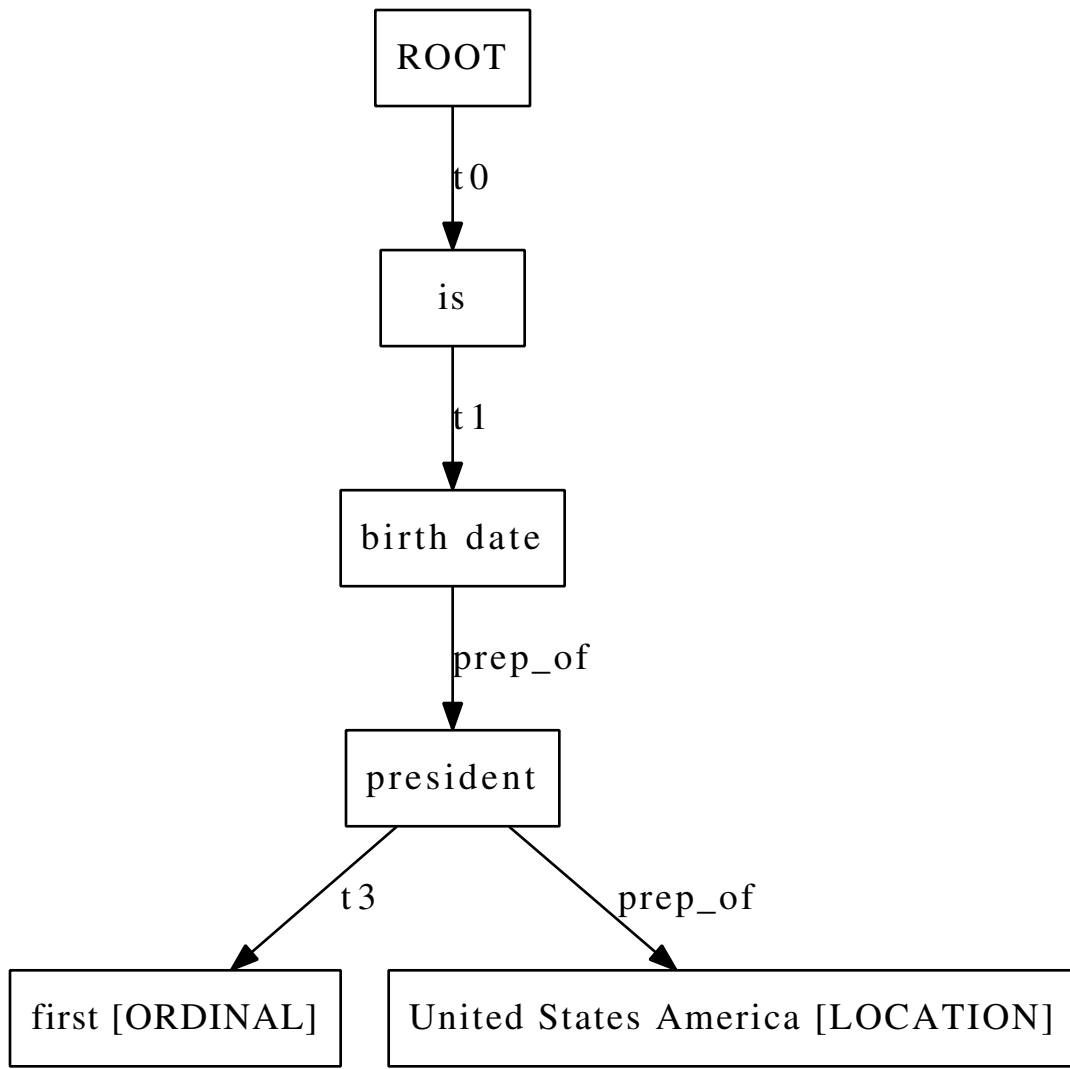 ROOT
t0
is
t1
birth date
prep_of
president
t3
prep_of
first [ORDINAL]
United States America [LOCATION]